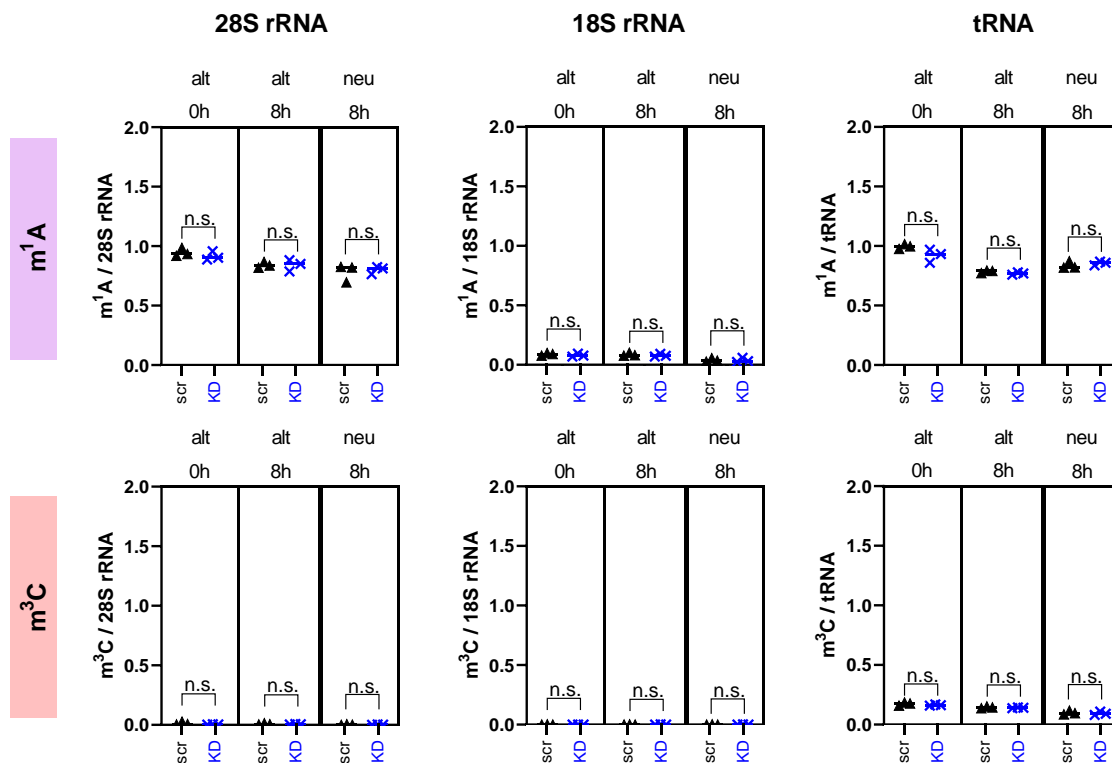 28S rRNA 18S rRNA tRNA
alt alt neu alt alt neu alt alt neu
0h 8h 8h 0h 8h 8h 0h 8h 8h
m¹A
m¹A / 28S rRNA
2.0
1.5
1.0
0.5
0.0
n.s. n.s. n.s.
scr KD scr KD scr KD
m¹A / 18S rRNA
2.0
1.5
1.0
0.5
0.0
n.s. n.s. n.s.
scr KD scr KD scr KD
m¹A / tRNA
2.0
1.5
1.0
0.5
0.0
n.s. n.s. n.s.
scr KD scr KD scr KD
alt alt neu alt alt neu alt alt neu
0h 8h 8h 0h 8h 8h 0h 8h 8h
m³C
m³C / 28S rRNA
2.0
1.5
1.0
0.5
0.0
n.s. n.s. n.s.
scr KD scr KD scr KD
m³C / 18S rRNA
2.0
1.5
1.0
0.5
0.0
n.s. n.s. n.s.
scr KD scr KD scr KD
m³C / tRNA
2.0
1.5
1.0
0.5
0.0
n.s. n.s. n.s.
scr KD scr KD scr KD